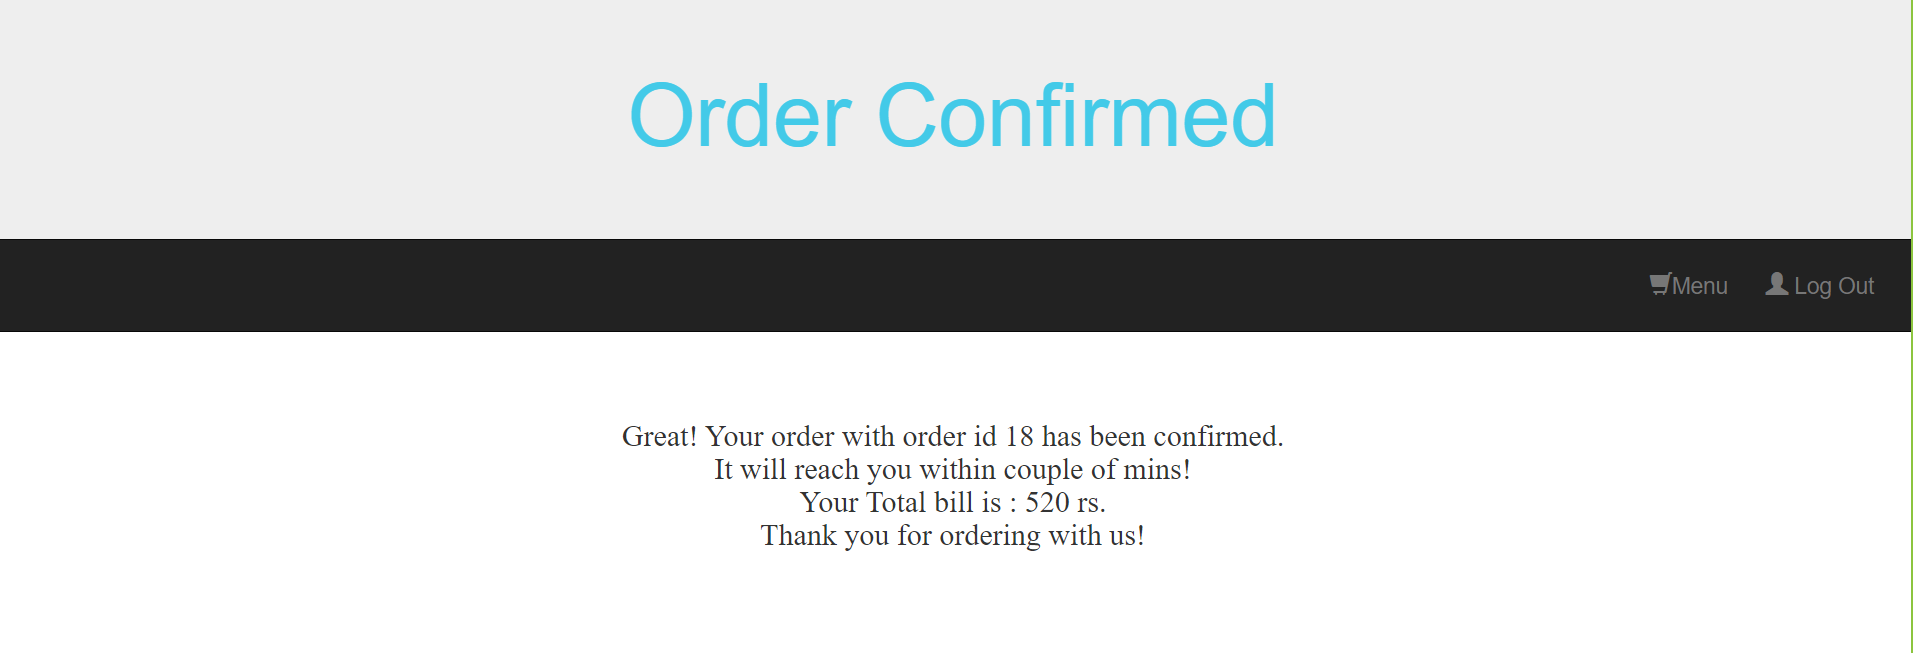 Order Confirmed
Menu Log Out
Great! Your order with order id 18 has been confirmed.
It will reach you within couple of mins!
Your Total bill is : 520 rs.
Thank you for ordering with us!